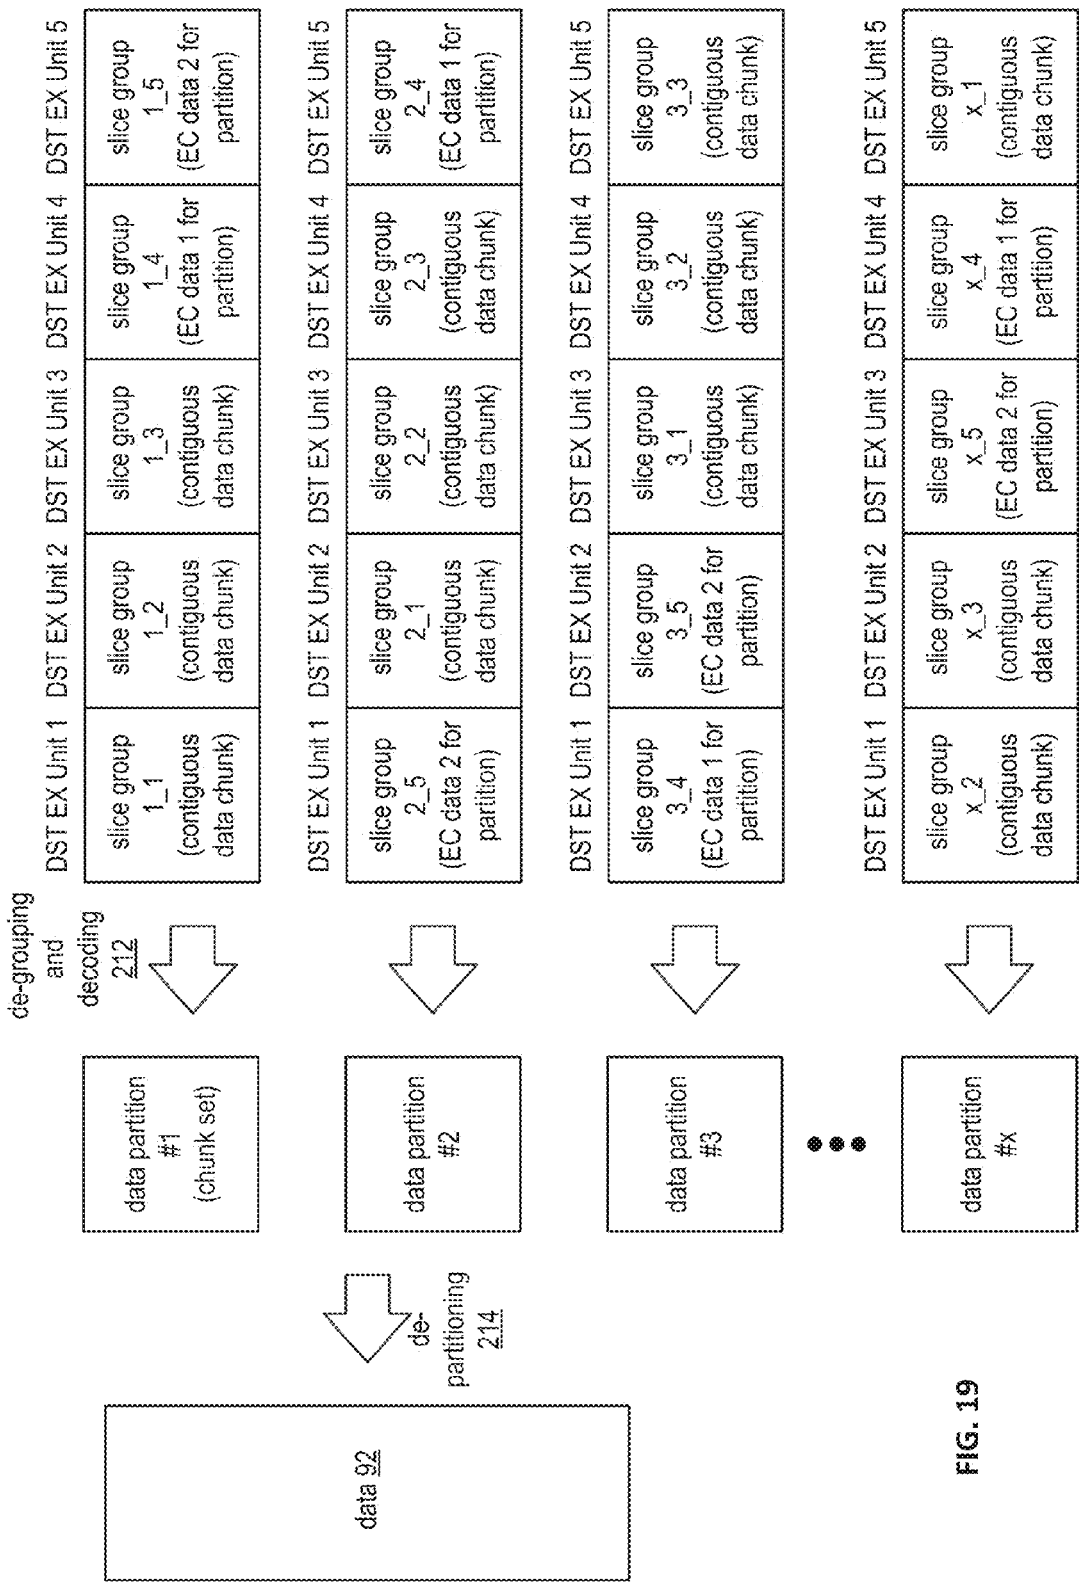 data 92
de-
partitioning
214
data partition
#1
(chunk set)
data partition
#2
data partition
#3
data partition
#x
de-grouping
and
decoding
212
DST EX Unit 1
slice group
1_1
(contiguous
data chunk)
DST EX Unit 2
slice group
1_2
(contiguous
data chunk)
DST EX Unit 3
slice group
1_3
(contiguous
data chunk)
DST EX Unit 4
slice group
1_4
(EC data 1 for
partition)
DST EX Unit 5
slice group
1_5
(EC data 2 for
partition)
DST EX Unit 1
slice group
2_5
(EC data 2 for
partition)
DST EX Unit 2
slice group
2_1
(contiguous
data chunk)
DST EX Unit 3
slice group
2_2
(contiguous
data chunk)
DST EX Unit 4
slice group
2_3
(contiguous
data chunk)
DST EX Unit 5
slice group
2_4
(EC data 1 for
partition)
DST EX Unit 1
slice group
3_4
(EC data 1 for
partition)
DST EX Unit 2
slice group
3_5
(EC data 2 for
partition)
DST EX Unit 3
slice group
3_1
(contiguous
data chunk)
DST EX Unit 4
slice group
3_2
(contiguous
data chunk)
DST EX Unit 5
slice group
3_3
(contiguous
data chunk)
DST EX Unit 1
slice group
x_2
(contiguous
data chunk)
DST EX Unit 2
slice group
x_3
(contiguous
data chunk)
DST EX Unit 3
slice group
x_5
(EC data 2 for
partition)
DST EX Unit 4
slice group
x_4
(EC data 1 for
partition)
DST EX Unit 5
slice group
x_1
(contiguous
data chunk)
FIG. 19